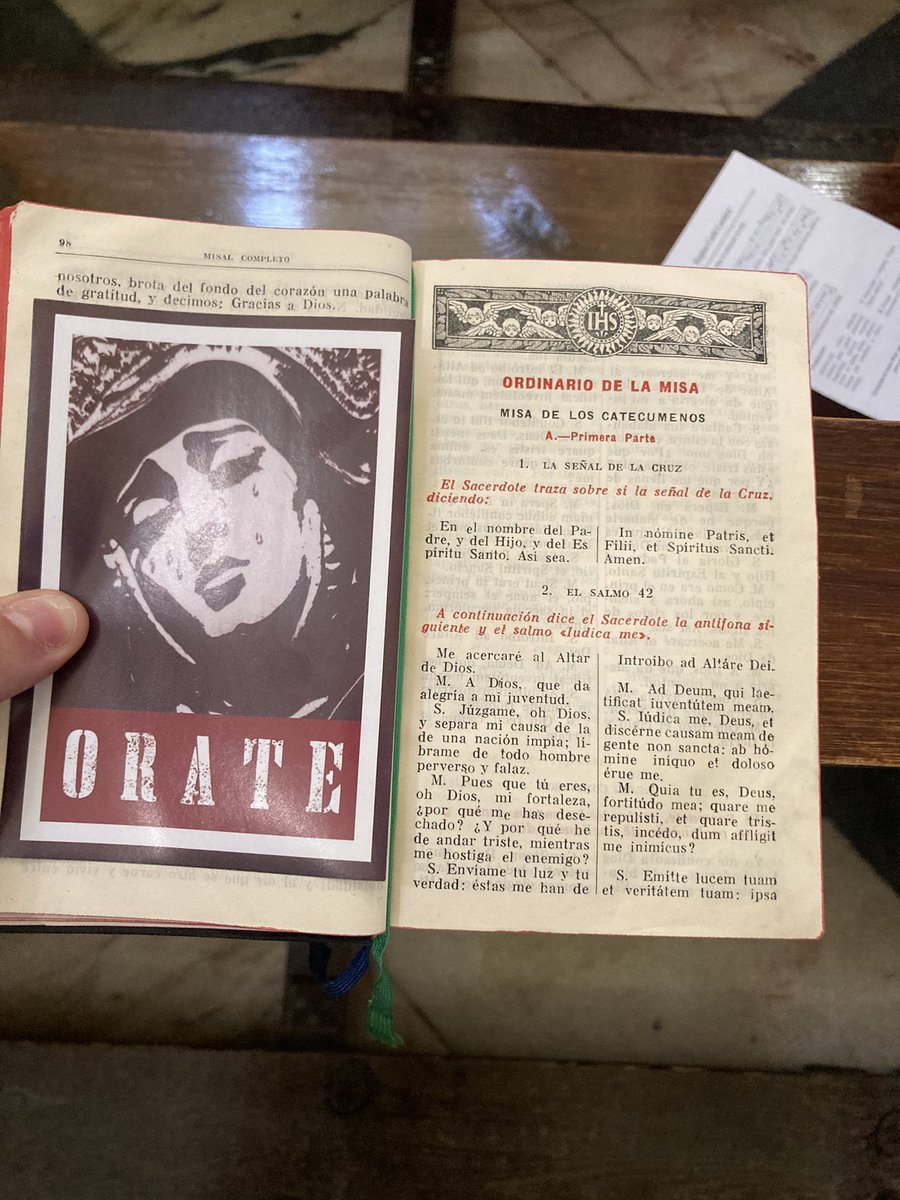 98
MISAL COMPLETO
nosotros, brota del fondo del corazón una palabra
de gratitud, y decimos: Gracias a Dios.
ORATE
IHS
ORDINARIO DE LA MISA
MISA DE LOS CATECUMENOS
A.—Primera Parte
1. LA SEÑAL DE LA CRUZ
El Sacerdote traza sobre sí la señal de la Cruz,
diciendo:
En el nombre del Pa-
dre, y del Hijo, y del Es
píritu Santo. Así sea.
In nómine Patris, et
Filii, et Spíritus Sancti.
Amen.
2. EL SALMO 42
A continuación dice el Sacerdote la antífona si-
guiente y el salmo «Iudica me».
Me acercaré al Altar
de Dios.
M. A Dios, que da
alegría a mi juventud.
S. Júzgame, oh Dios,
y separa mi causa de la
de una nación impía; lí-
brame de todo hombre
perverso y falaz.
M. Pues que tú eres,
oh Dios, mi fortaleza,
¿por qué me has dese-
chado? ¿Y por qué he
de andar triste, mientras
me hostiga el enemigo?
S. Envíame tu luz y tu
verdad: éstas me han de
Introíbo ad Altáre Dei.
M. Ad Deum, qui lae-
tíficat iuventútem meam.
S. Iúdica me, Deus, et
discérne causam meam de
gente non sancta: ab hó-
mine iniquo et doloso
érue me.
M. Quia tu es, Deus,
fortitúdo mea; quare me
repulísti, et quare tris-
tis, incédo, dum afflígit
me inimícus?
S. Emítte lucem tuam
et veritátem tuam: ipsa